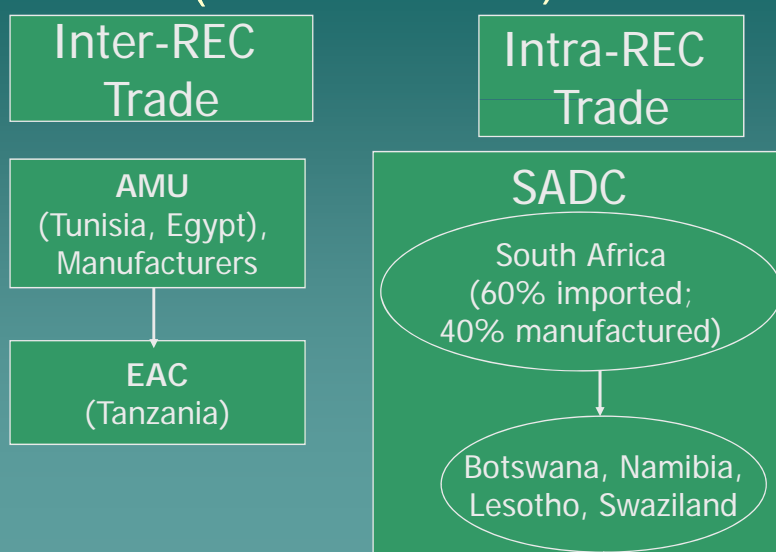 Inter-REC
Trade
AMU
(Tunisia, Egypt),
Manufacturers
EAC
(Tanzania)
Intra-REC
Trade
SADC
South Africa
(60% imported;
40% manufactured)
Botswana, Namibia,
Lesotho, Swaziland